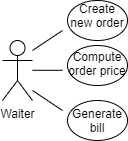 Create
new order
Compute
order price
Waiter
Generate
bill